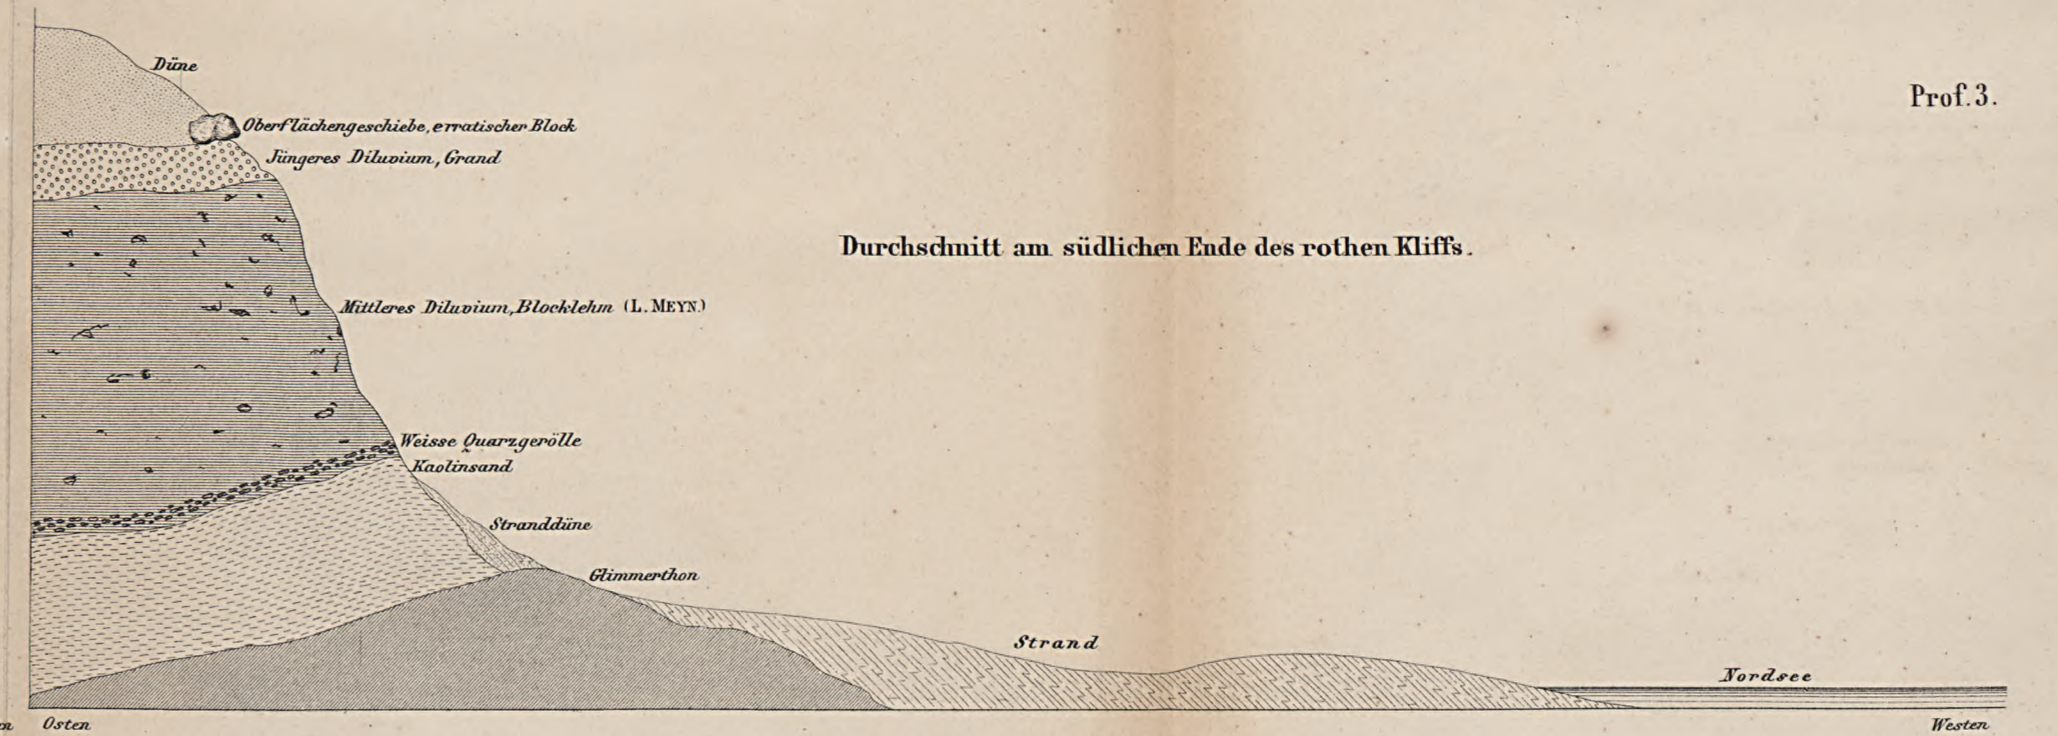 Düne
Prof. 3.
Oberflächengeschiebe, erratischer Block
Jüngeres Diluvium, Grand
Durchschnitt am südlichen Ende des rothen Kliffs.
Mittleres Diluvium, Blocklehm (L. MEYN.)
Weisse Quarzgerölle
Kaolinsand
Stranddüne
Glimmerthon
Strand
Nordsee
Osten
Westen